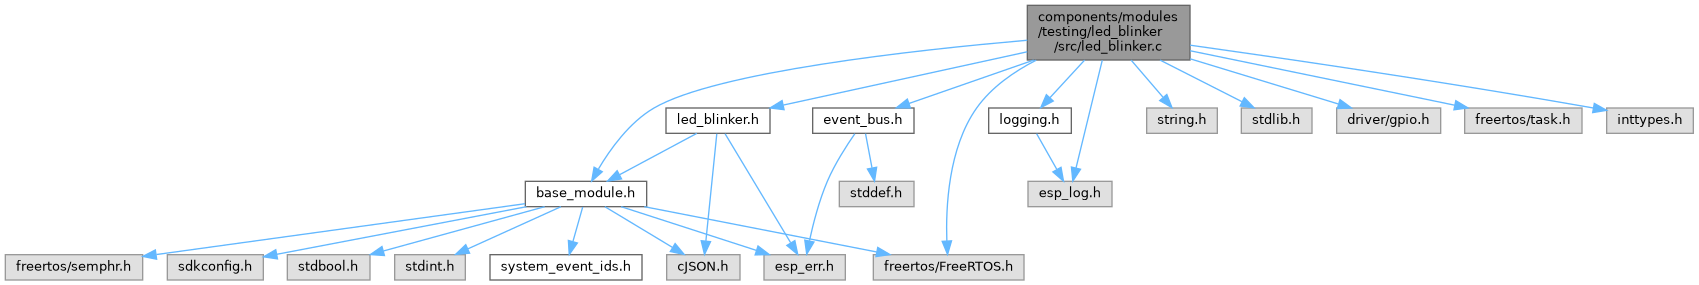 components/modules
/testing/led_blinker
/src/led_blinker.c
led_blinker.h
event_bus.h
logging.h
string.h
stdlib.h
driver/gpio.h
freertos/task.h
inttypes.h
base_module.h
stddef.h
esp_log.h
freertos/semphr.h
sdkconfig.h
stdbool.h
stdint.h
system_event_ids.h
cJSON.h
esp_err.h
freertos/FreeRTOS.h